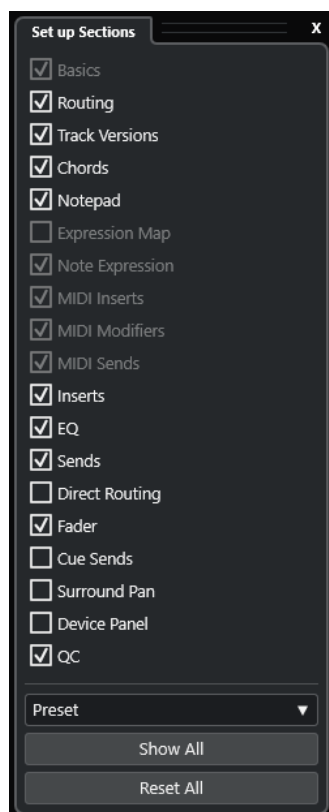 Set up Sections X
Basics
Routing
Track Versions
Chords
Notepad
Expression Map
Note Expression
MIDI Inserts
MIDI Modifiers
MIDI Sends
Inserts
EQ
Sends
Direct Routing
Fader
Cue Sends
Surround Pan
Device Panel
QC
Preset
Show All
Reset All